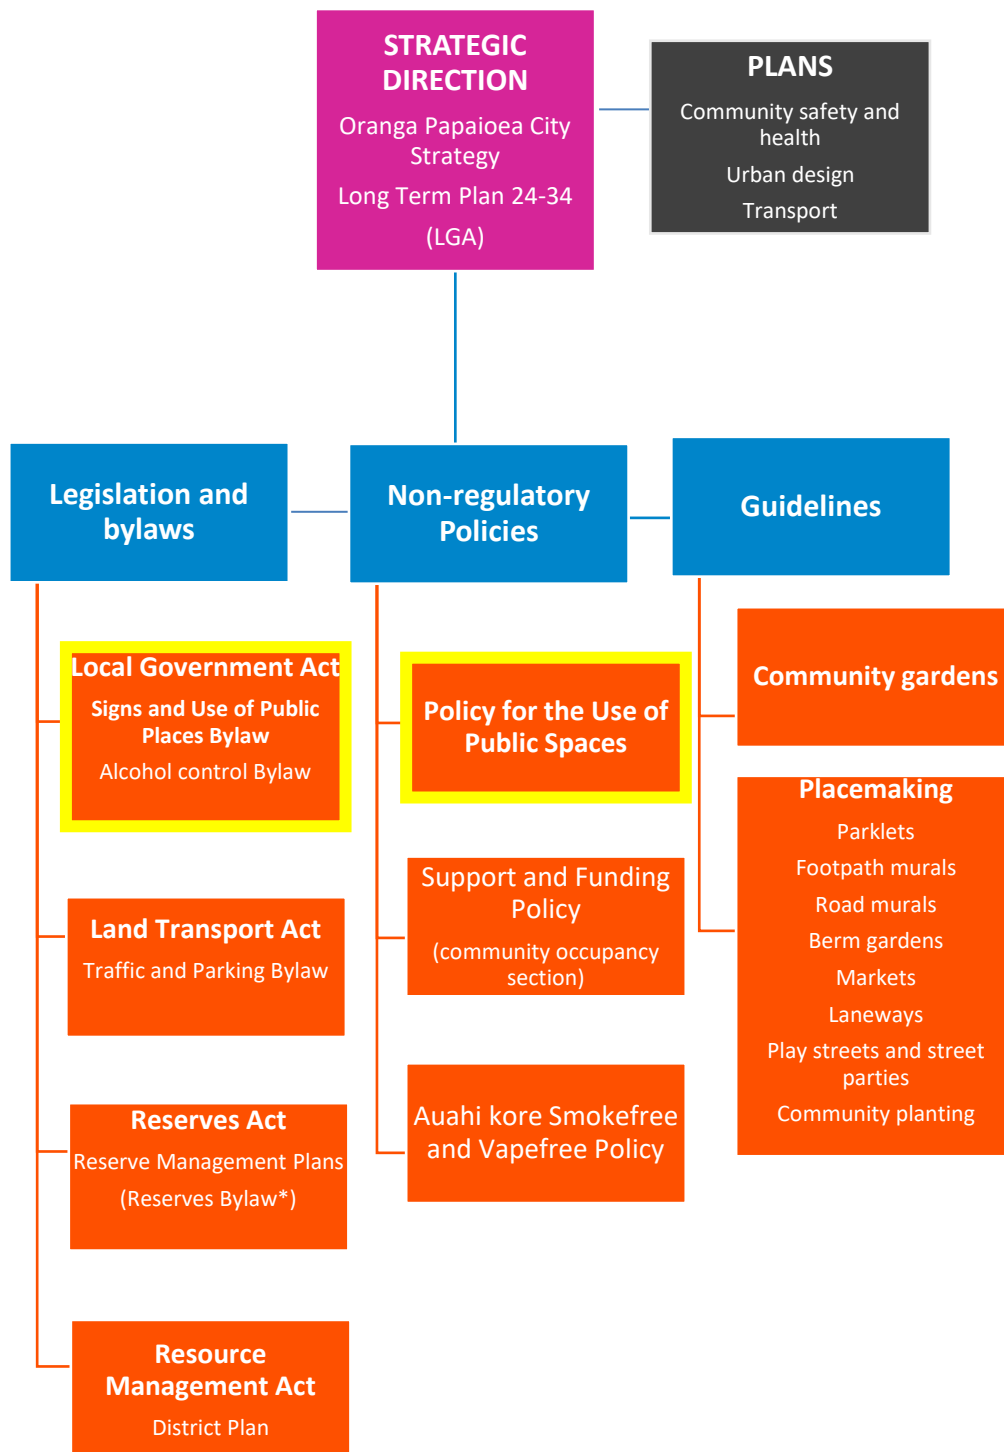 STRATEGIC
DIRECTION
Oranga Papaioea City
Strategy
Long Term Plan 24-34
(LGA)
PLANS
Community safety and
health
Urban design
Transport
Legislation and
bylaws
Non-regulatory
Policies
Guidelines
Local Government Act
Signs and Use of Public
Places Bylaw
Alcohol control Bylaw
Land Transport Act
Traffic and Parking Bylaw
Reserves Act
Reserve Management Plans
(Reserves Bylaw*)
Resource
Management Act
District Plan
Policy for the Use of
Public Spaces
Support and Funding
Policy
(community occupancy
section)
Auahi kore Smokefree
and Vapefree Policy
Community gardens
Placemaking
Parklets
Footpath murals
Road murals
Berm gardens
Markets
Laneways
Play streets and street
parties
Community planting